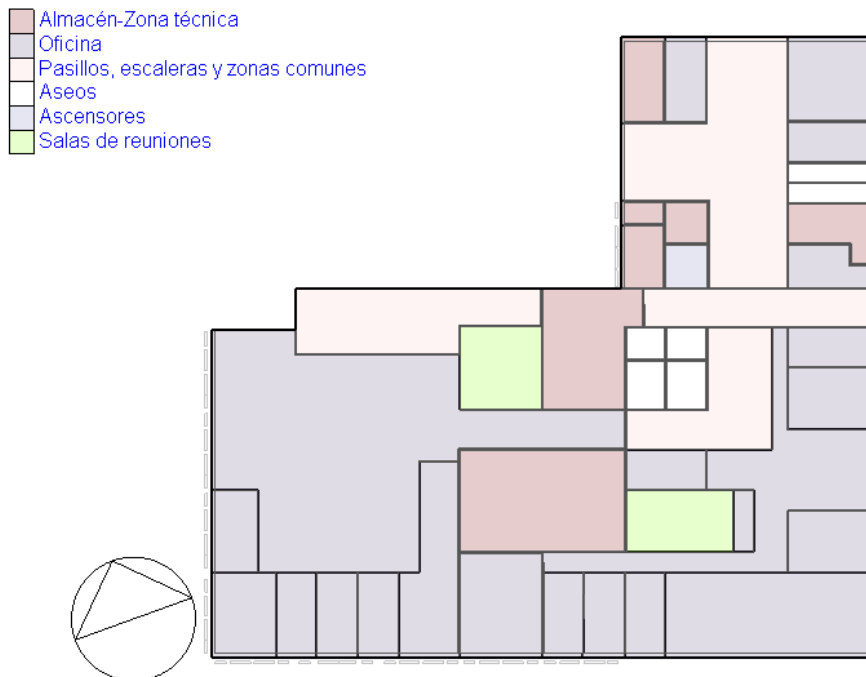 Almacén-Zona técnica
Oficina
Pasillos, escaleras y zonas comunes
Aseos
Ascensores
Salas de reuniones